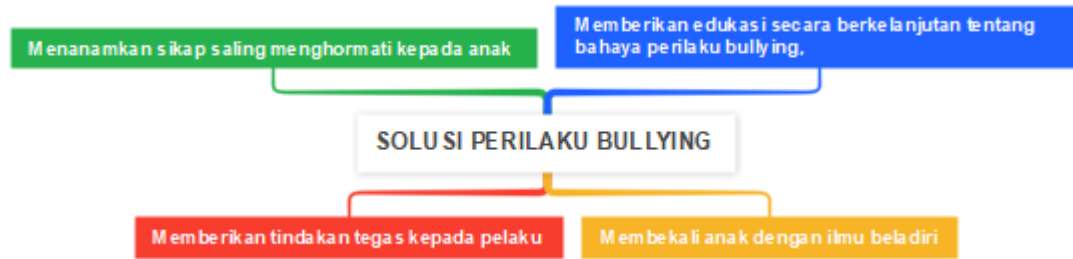 Memberikan edukasi secara berkelanjutan tentang
bahaya perilaku bullying.
Menanamkan sikap saling menghormati kepada anak
SOLUSI PERILAKU BULLYING
Memberikan tindakan tegas kepada pelaku
Membekali anak dengan ilmu beladiri